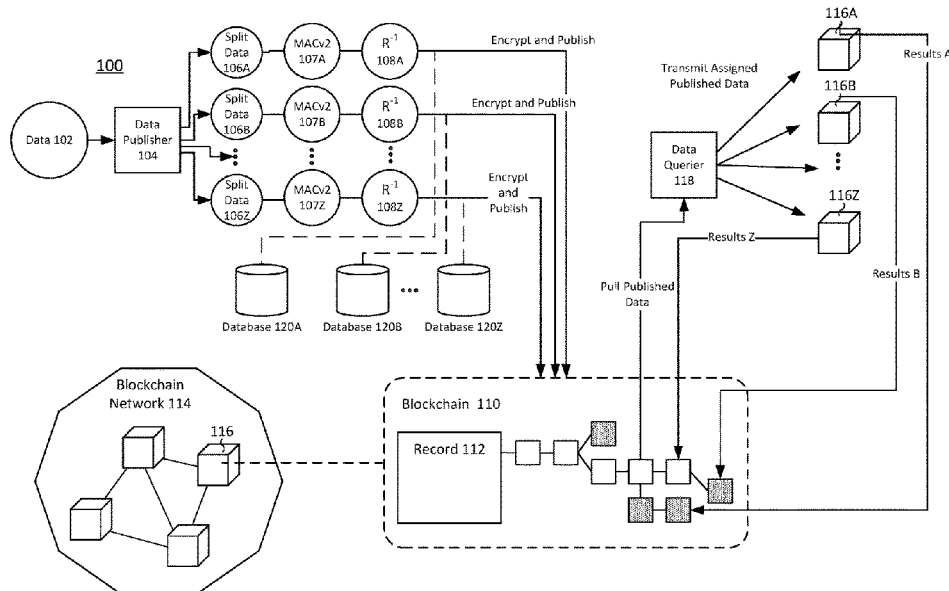 100
Data 102
Data
Publisher
104
Split
Data
106A
MACv2
107A
R-1
108A
Encrypt and Publish
Split
Data
106B
MACv2
107B
R-1
108B
Encrypt and Publish
Split
Data
106Z
MACv2
107Z
R-1
108Z
Encrypt
and
Publish
Database 120A
Database 120B
Database 120Z
116A
Results A
Transmit Assigned
Published Data
116B
Data
Querier
118
116Z
Results Z
Results B
Pull Published
Data
Blockchain
Network 114
116
Blockchain 110
Record 112